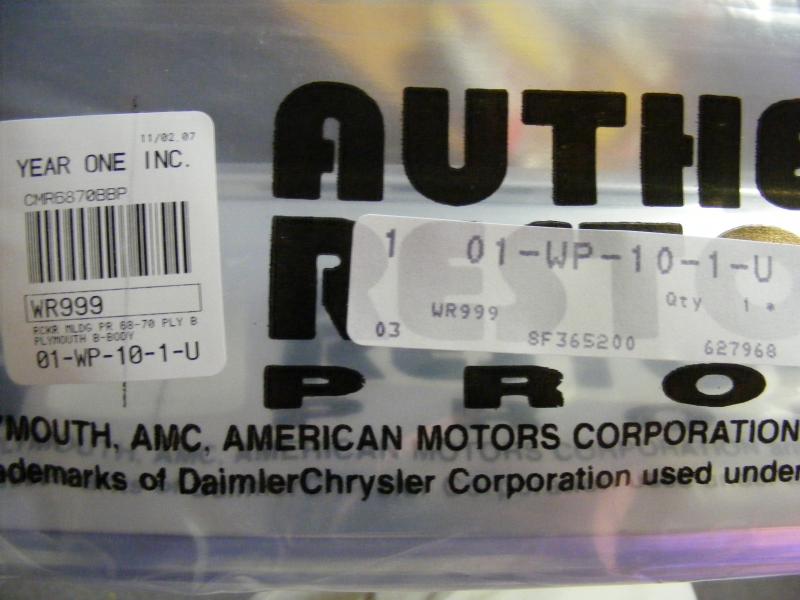 11/02.07
YEAR ONE INC.
CMR6870BBP
WR999
RCKR MLDG PR 68-70 PLY B
PLYMOUTH B-BODY
01-WP-10-1-U
AUTHE
RESTO
PRO
1 01-WP-10-1-U
WR999 Qty 1 *
03 8F365200 627968
YMOUTH, AMC, AMERICAN MOTORS CORPORATION
ademarks of DaimlerChrysler Corporation used under